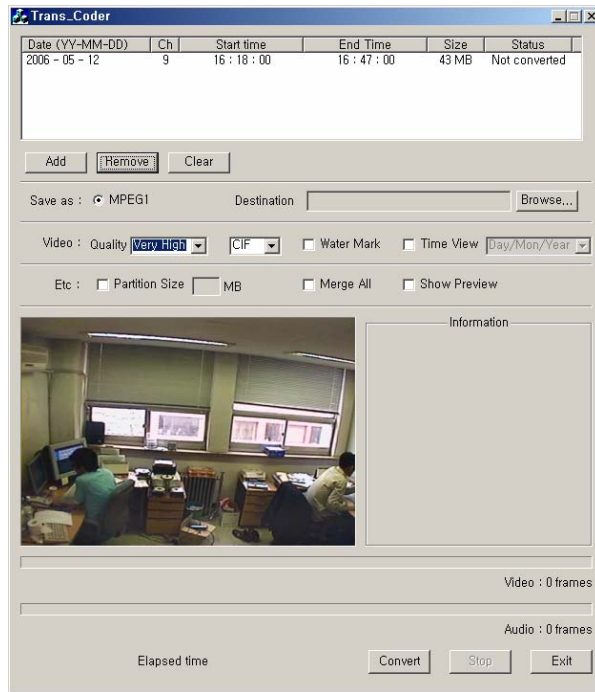 Trans_Coder
Date (YY-MM-DD) Ch Start time End Time Size Status
2006 - 05 - 12 9 16 : 18 : 00 16 : 47 : 00 43 MB Not converted
Add Remove Clear
Save as : MPEG1 Destination Browse...
Video : Quality Very High CIF Water Mark Time View Day/Mon/Year
Etc : Partition Size MB Merge All Show Preview
Information
Video : 0 frames
Audio : 0 frames
Elapsed time Convert Stop Exit